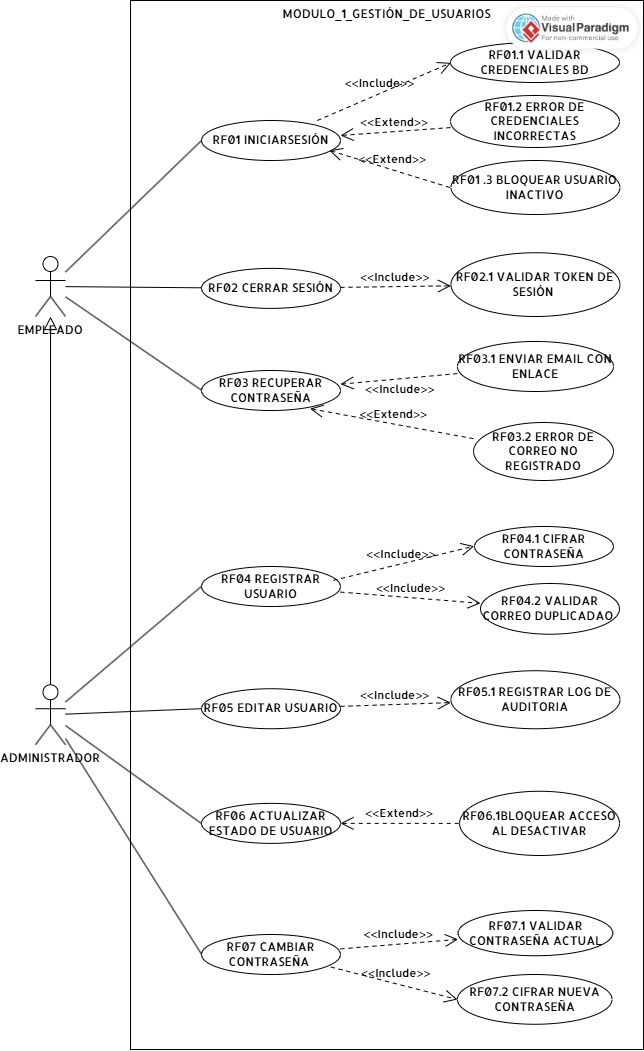 MODULO_1_GESTIÓN_DE_USUARIOS
Made with
VisualParadigm
For non-commercial use
RF01.1 VALIDAR
CREDENCIALES BD
<<Include>>
RF01.2 ERROR DE
CREDENCIALES
INCORRECTAS
<<Extend>>
RF01 INICIARSESIÓN
<<Extend>>
RF01.3 BLOQUEAR USUARIO
INACTIVO
EMPLEADO
RF02 CERRAR SESIÓN
<<Include>>
RF02.1 VALIDAR TOKEN DE
SESIÓN
RF03 RECUPERAR
CONTRASEÑA
<<Include>>
RF03.1 ENVIAR EMAIL CON
ENLACE
<<Extend>>
RF03.2 ERROR DE
CORREO NO
REGISTRADO
RF04 REGISTRAR
USUARIO
<<Include>>
RF04.1 CIFRAR
CONTRASEÑA
<<Include>>
RF04.2 VALIDAR
CORREO DUPLICADAO
ADMINISTRADOR
RF05 EDITAR USUARIO
<<Include>>
RF05.1 REGISTRAR LOG DE
AUDITORIA
RF06 ACTUALIZAR
ESTADO DE USUARIO
<<Extend>>
RF06.1BLOQUEAR ACCESO
AL DESACTIVAR
RF07 CAMBIAR
CONTRASEÑA
<<Include>>
RF07.1 VALIDAR
CONTRASEÑA ACTUAL
<<Include>>
RF07.2 CIFRAR NUEVA
CONTRASEÑA